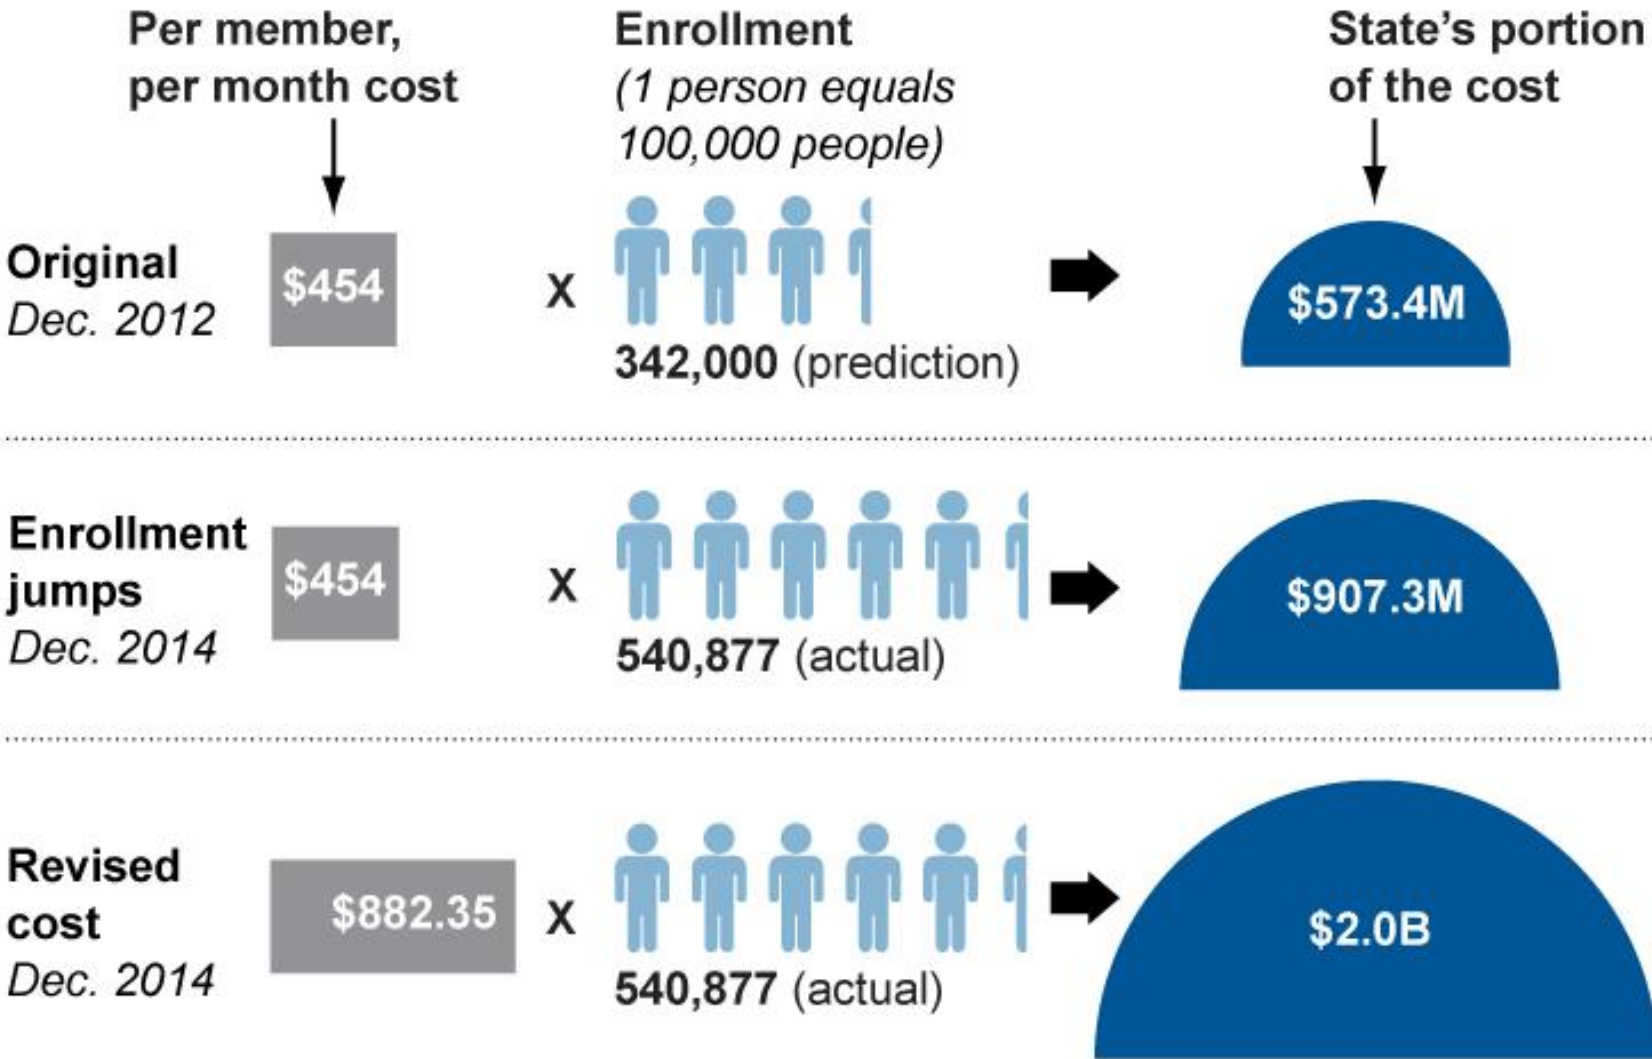 Per member,
per month cost
Enrollment
(1 person equals
100,000 people)
State's portion
of the cost
Original
Dec. 2012
$454
X
342,000 (prediction)
$573.4M
Enrollment
jumps
Dec. 2014
$454
X
540,877 (actual)
$907.3M
Revised
cost
Dec. 2014
$882.35
X
540,877 (actual)
$2.0B